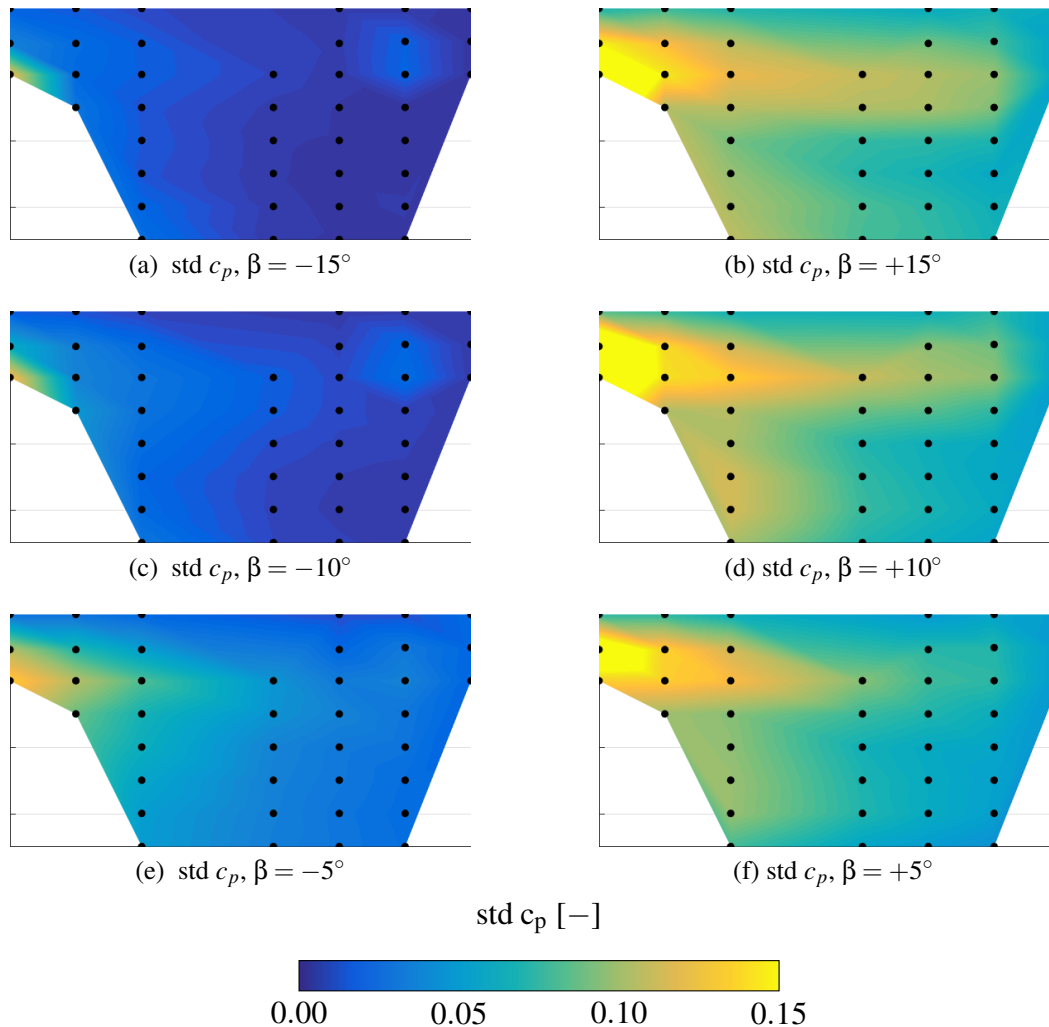 (a) std c_p, β = −15°
(b) std c_p, β = +15°
(c) std c_p, β = −10°
(d) std c_p, β = +10°
(e) std c_p, β = −5°
(f) std c_p, β = +5°
std c_p [−]
0.00 0.05 0.10 0.15